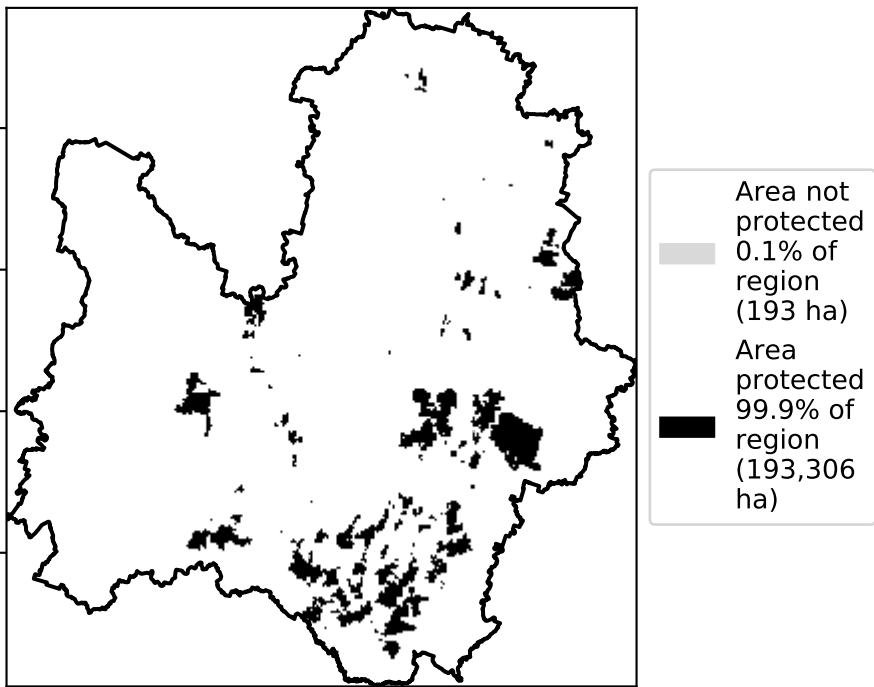 Area not
protected
0.1% of
region
(193 ha)
Area
protected
99.9% of
region
(193,306
ha)